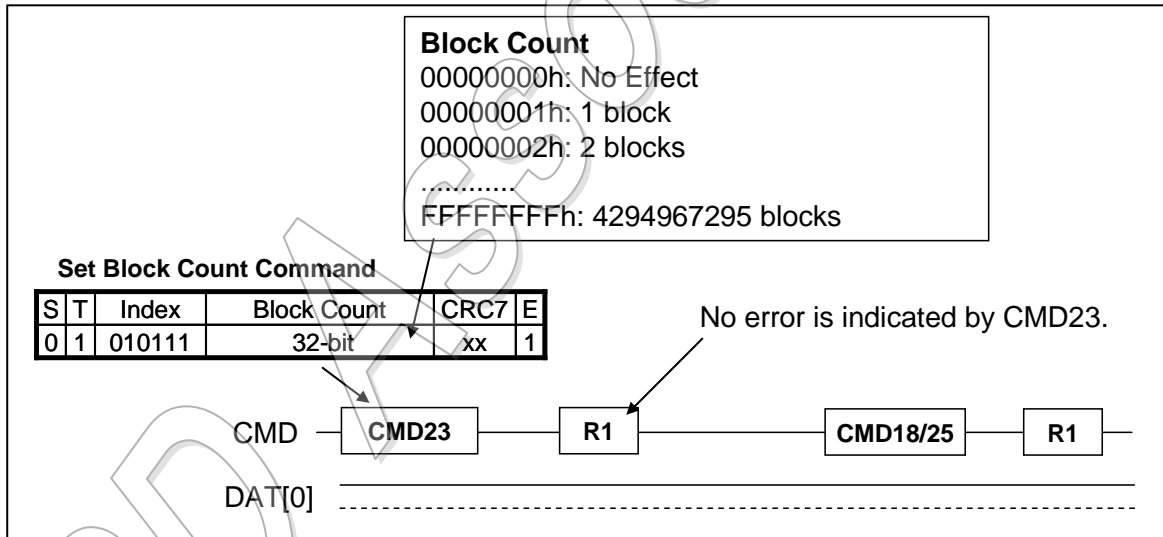 Block Count
00000000h: No Effect
00000001h: 1 block
00000002h: 2 blocks
............
FFFFFFFFh: 4294967295 blocks
Set Block Count Command
S T Index Block Count CRC7 E
0 1 010111 32-bit xx 1
No error is indicated by CMD23.
CMD CMD23 R1 CMD18/25 R1
DAT[0]